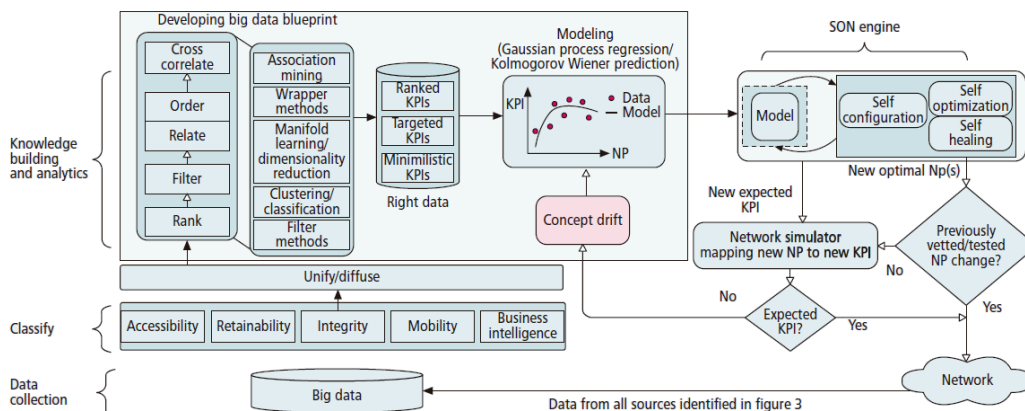 Developing big data blueprint
Cross
correlate
Order
Relate
Filter
Rank
Association
mining
Wrapper
methods
Manifold
learning/
dimensionality
reduction
Clustering/
classification
Filter
methods
Ranked
KPIs
Targeted
KPIs
Minimilistic
KPIs
Right data
Modeling
(Gaussian process regression/
Kolmogorov Wiener prediction)
KPI
Data
Model
NP
Concept drift
SON engine
Model
Self
configuration
Self
optimization
Self
healing
New expected
KPI
New optimal Np(s)
Network simulator
mapping new NP to new KPI
Previously
vetted/tested
NP change?
No
Yes
No
Expected
KPI?
Yes
Knowledge
building
and analytics
Unify/diffuse
Classify
Accessibility
Retainability
Integrity
Mobility
Business
intelligence
Data
collection
Big data
Data from all sources identified in figure 3
Network